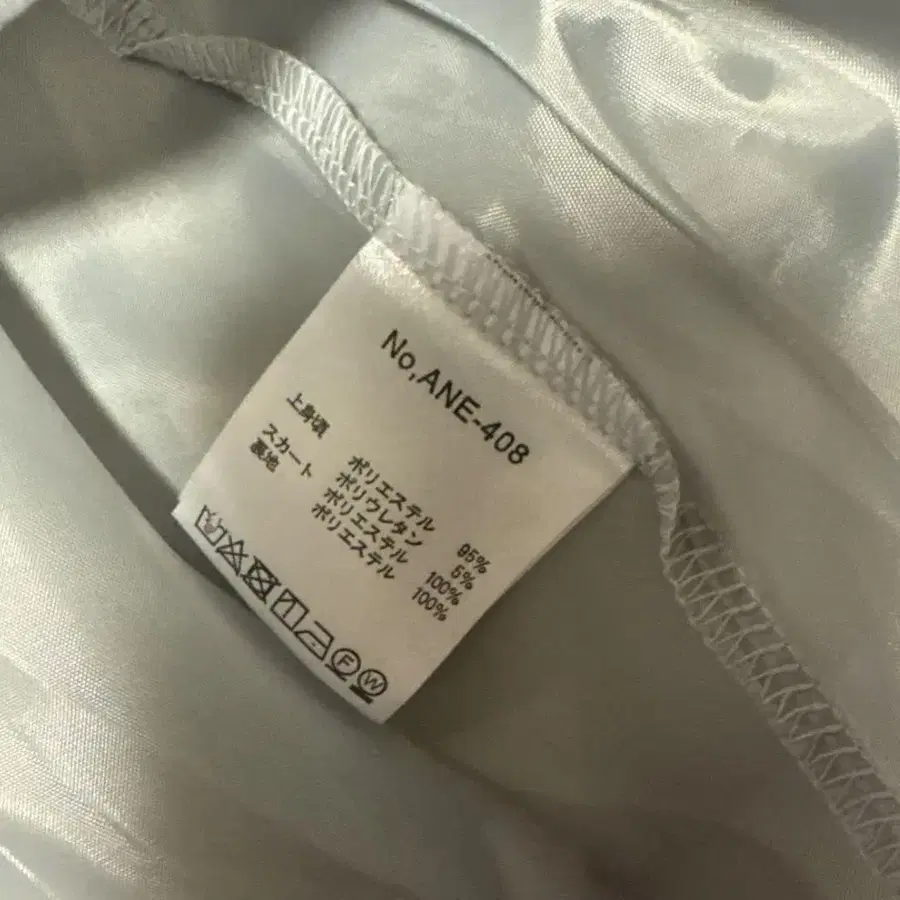 No,ANE-408
上身頃 ポリエステル 95%
ポリウレタン 5%
スカート ポリエステル 100%
裏地 ポリエステル 100%
F W